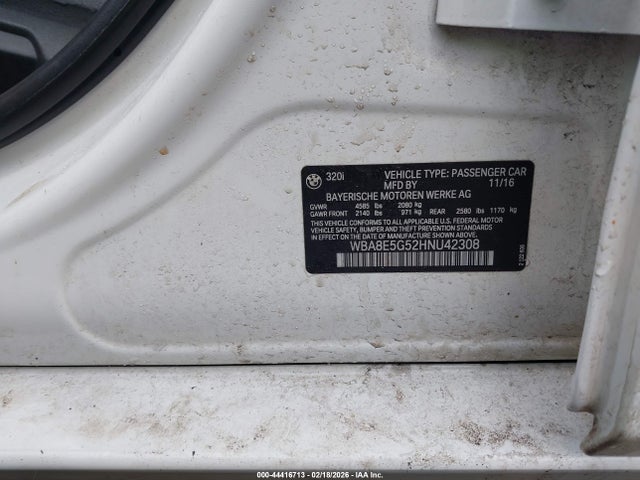 320i VEHICLE TYPE: PASSENGER CAR
MFD BY 11/16
BAYERISCHE MOTOREN WERKE AG
GVWR 4585 lbs 2080 kg
GAWR FRONT 2140 lbs 971 kg REAR 2580 lbs 1170 kg
THIS VEHICLE CONFORMS TO ALL APPLICABLE U.S. FEDERAL MOTOR
VEHICLE SAFETY, BUMPER, AND THEFT PREVENTION STANDARDS IN
EFFECT ON THE DATE OF MANUFACTURE SHOWN ABOVE.
WBA8E5G52HNU42308
000-44416713 - 02/18/2026 - IAA Inc.